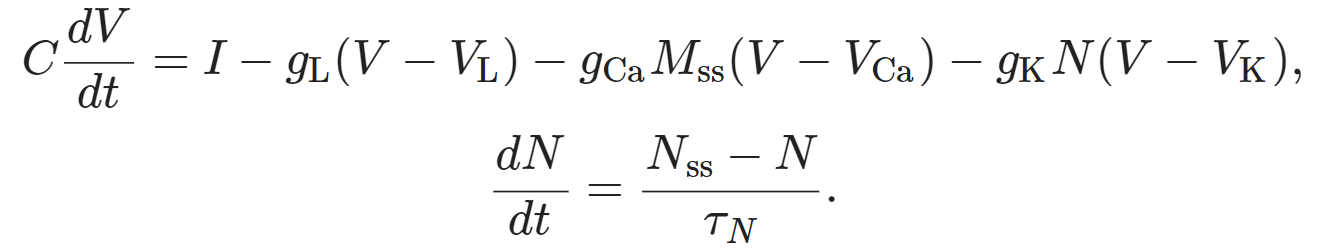 C dV/dt = I − g_L(V − V_L) − g_Ca M_ss(V − V_Ca) − g_K N(V − V_K),
dN/dt = (N_ss − N)/τ_N.